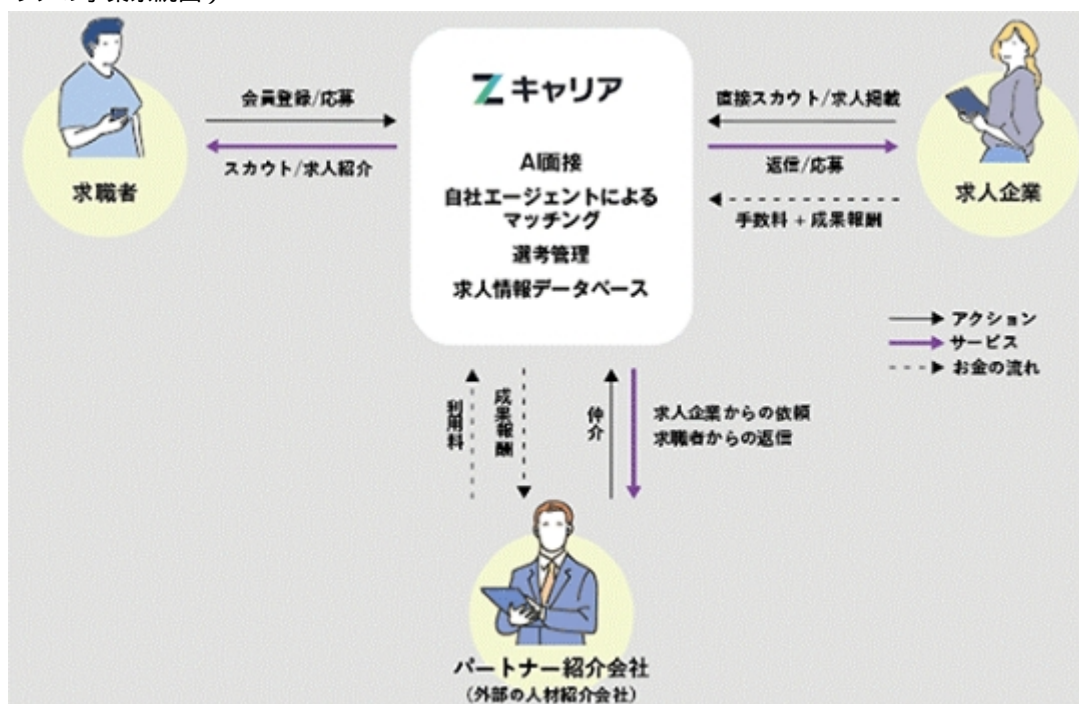 会員登録/応募
スカウト/求人紹介
求職者
Zキャリア
AI面接
自社エージェントによる
マッチング
選考管理
求人情報データベース
直接スカウト/求人掲載
返信/応募
手数料 + 成果報酬
求人企業
アクション
サービス
お金の流れ
利用料
成果報酬
仲介
求人企業からの依頼
求職者からの返信
パートナー紹介会社
(外部の人材紹介会社)